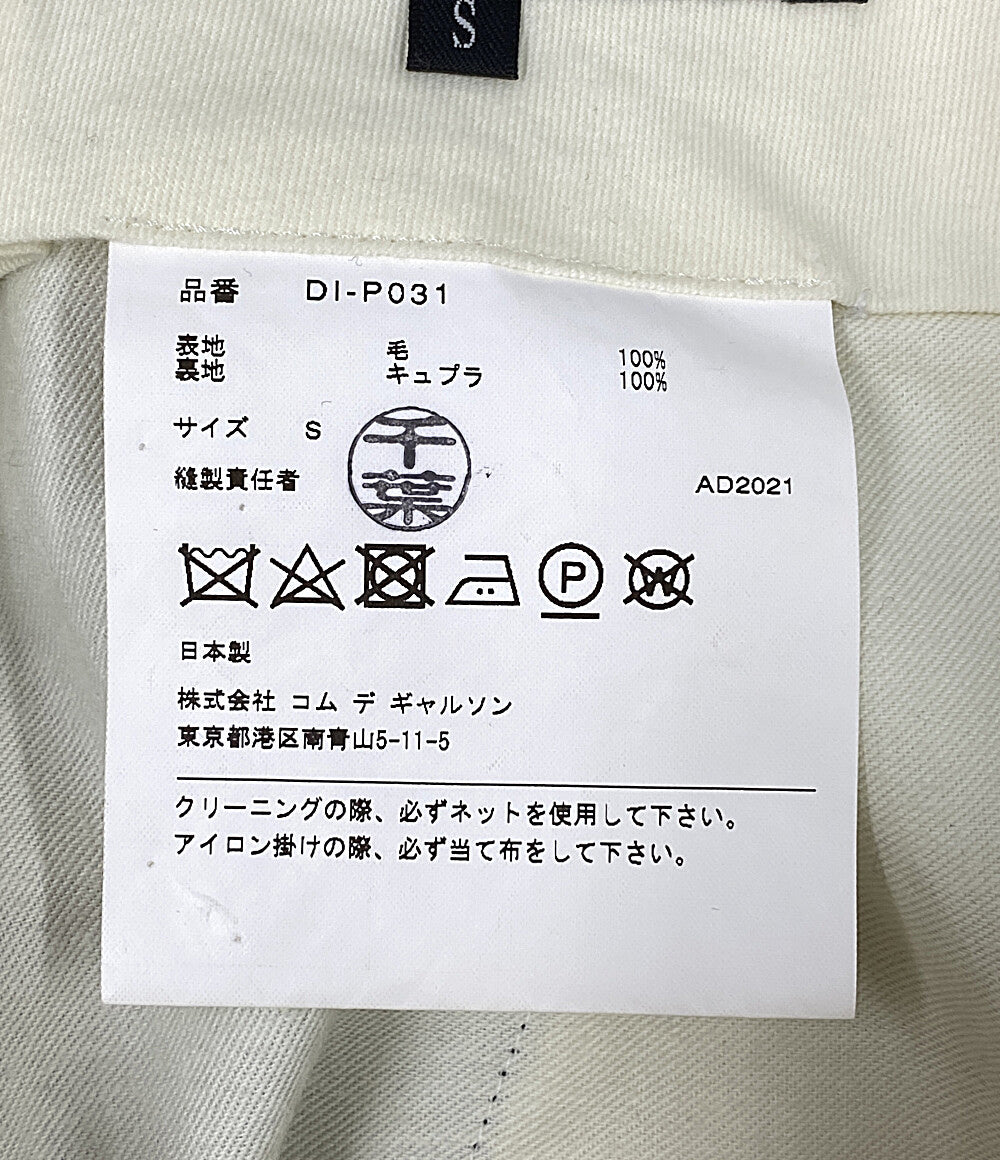 S
品番 DI-P031
表地 毛 100%
裏地 キュプラ 100%
サイズ S
千葉
縫製責任者 AD2021
P
W
日本製
株式会社 コム デ ギャルソン
東京都港区南青山5-11-5
クリーニングの際、必ずネットを使用して下さい。
アイロン掛けの際、必ず当て布をして下さい。